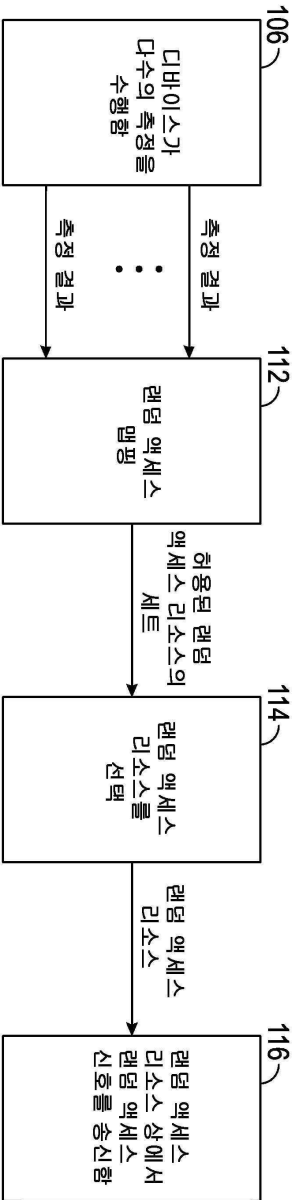 106
디바이스가
다수의 측정을
수행함
측정 결과
• • •
측정 결과
112
랜덤 액세스
맵핑
허용된 랜덤
액세스 리소스의
세트
114
랜덤 액세스
리소스를
선택
랜덤 액세스
리소스
116
랜덤 액세스
리소스 상에서
랜덤 액세스
신호를 송신함